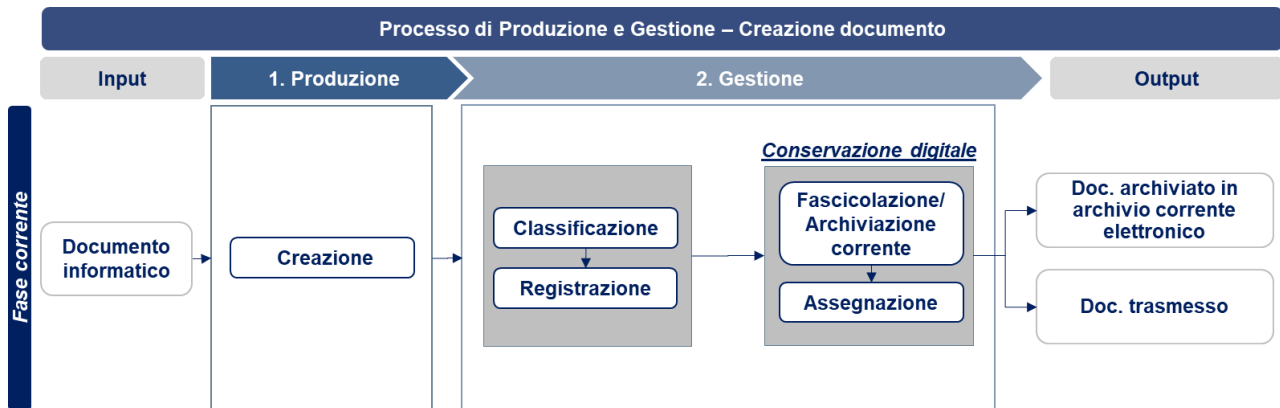 Processo di Produzione e Gestione – Creazione documento
Input
1. Produzione
2. Gestione
Output
Fase corrente
Documento
informatico
Creazione
Classificazione
Registrazione
Conservazione digitale
Fascicolazione/
Archiviazione
corrente
Assegnazione
Doc. archiviato in
archivio corrente
elettronico
Doc. trasmesso